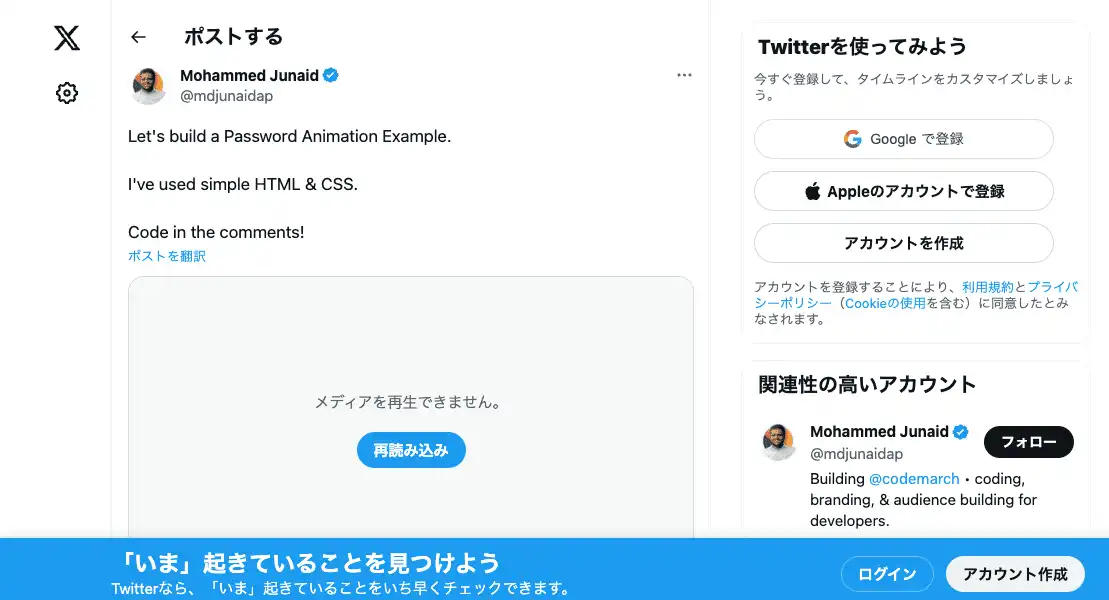 ポストする
Mohammed Junaid
@mdjunaidap
Let's build a Password Animation Example.
I've used simple HTML & CSS.
Code in the comments!
ポストを翻訳
メディアを再生できません。
再読み込み
Twitterを使ってみよう
今すぐ登録して、タイムラインをカスタマイズしましょ
う。
Google で登録
Appleのアカウントで登録
アカウントを作成
アカウントを登録することにより、利用規約とプライバ
シーポリシー（Cookieの使用を含む）に同意したとみ
なされます。
関連性の高いアカウント
Mohammed Junaid
@mdjunaidap
フォロー
Building @codemarch • coding,
branding, & audience building for
developers.
「いま」起きていることを見つけよう
Twitterなら、「いま」起きていることをいち早くチェックできます。
ログイン
アカウント作成